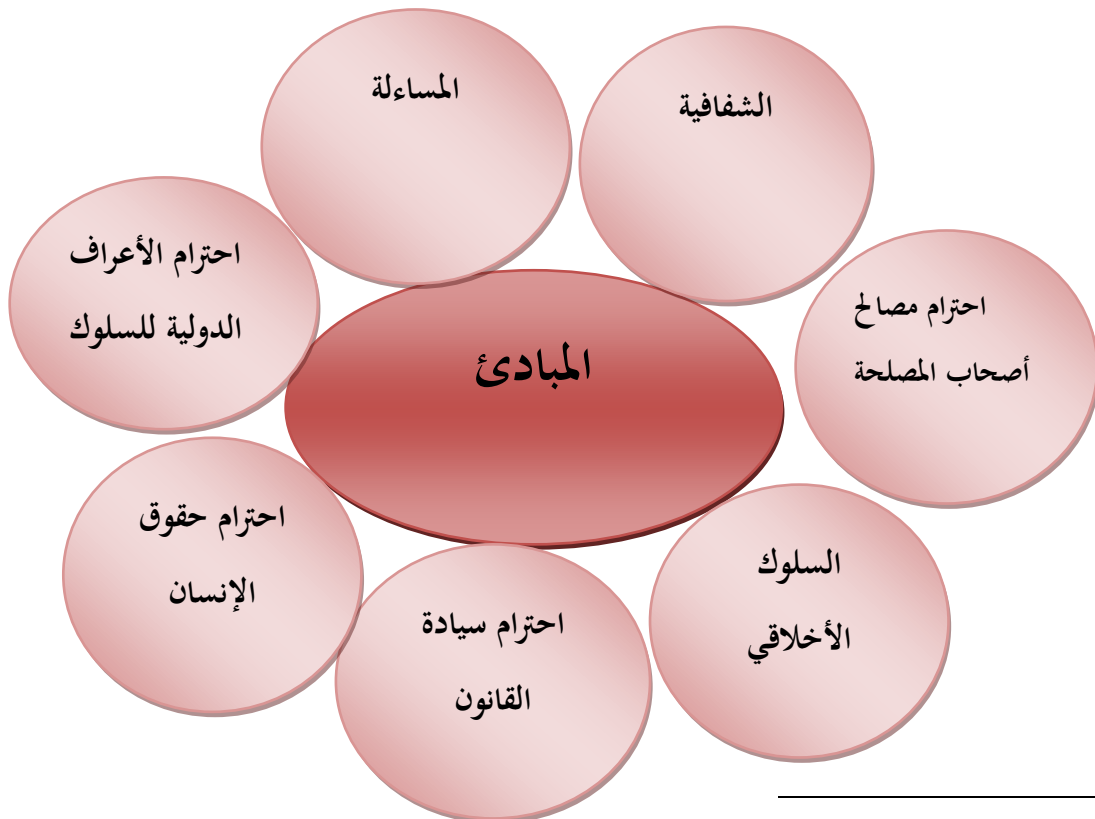 المساءلة
الشفافية
احترام الأعراف
الدولية للسلوك
احترام مصالح
أصحاب المصلحة
المبادئ
احترام حقوق
الإنسان
السلوك
الأخلاقي
احترام سيادة
القانون